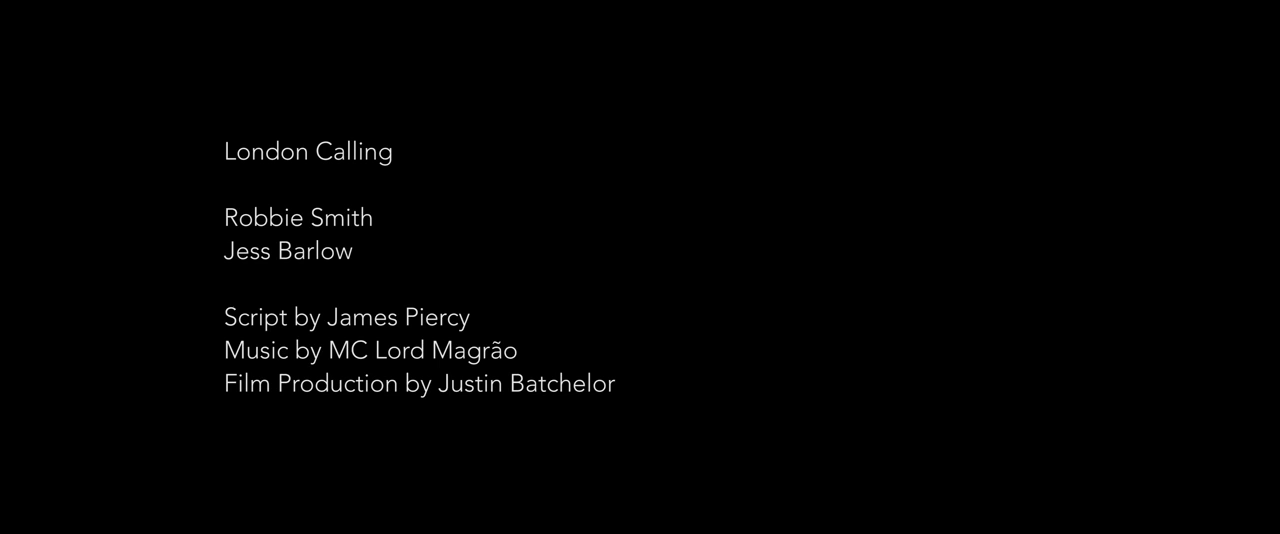 London Calling
Robbie Smith
Jess Barlow
Script by James Piercy
Music by MC Lord Magrão
Film Production by Justin Batchelor